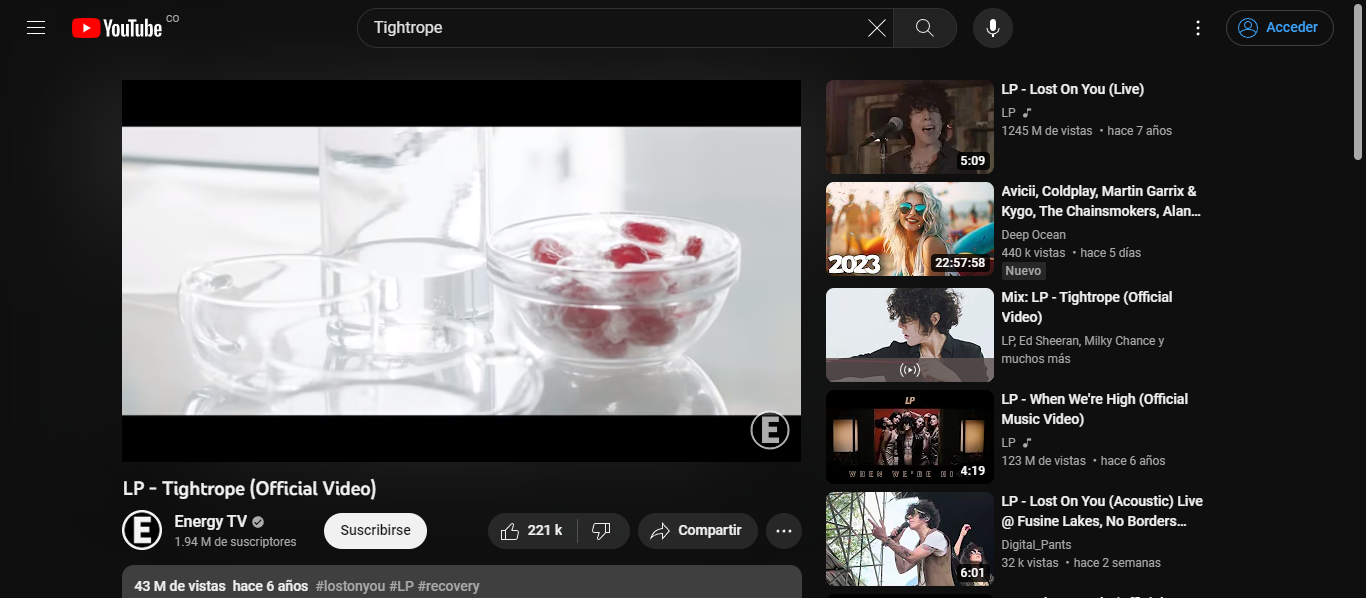 YouTube CO
Tightrope
Acceder
E
LP - Tightrope (Official Video)
E
Energy TV
1.94 M de suscriptores
Suscribirse
221 k
Compartir
43 M de vistas hace 6 años #lostonyou #LP #recovery
5:09
LP - Lost On You (Live)
LP
1245 M de vistas • hace 7 años
2023
22:57:58
Avicii, Coldplay, Martin Garrix &
Kygo, The Chainsmokers, Alan...
Deep Ocean
440 k vistas • hace 5 días
Nuevo
Mix: LP - Tightrope (Official
Video)
LP, Ed Sheeran, Milky Chance y
muchos más
LP
WHEN WE'RE HI
4:19
LP - When We're High (Official
Music Video)
LP
123 M de vistas • hace 6 años
6:01
LP - Lost On You (Acoustic) Live
@ Fusine Lakes, No Borders...
Digital_Pants
32 k vistas • hace 2 semanas